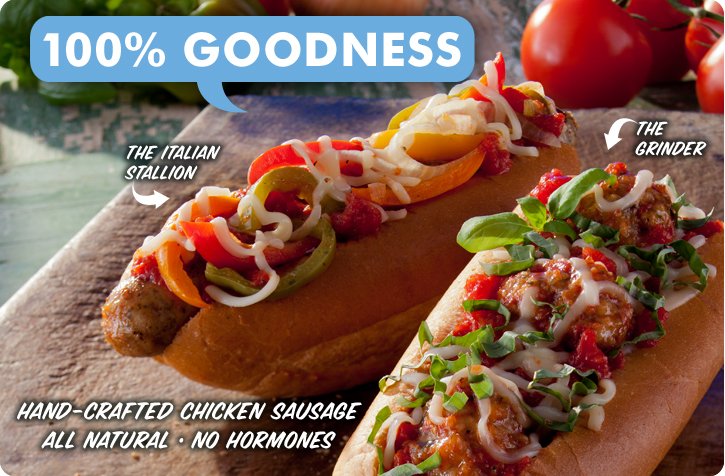 100% GOODNESS
THE ITALIAN
STALLION
THE
GRINDER
HAND-CRAFTED CHICKEN SAUSAGE
ALL NATURAL • NO HORMONES